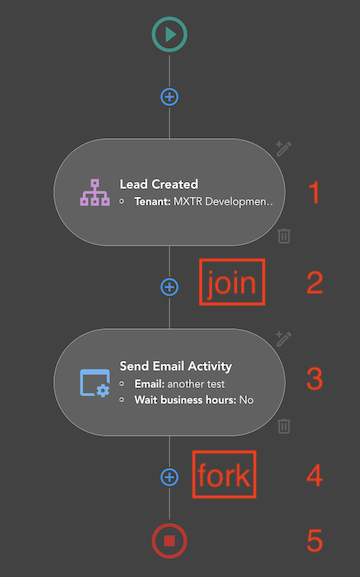 Lead Created
Tenant: MXTR Developmen..
1
join
2
Send Email Activity
Email: another test
Wait business hours: No
3
fork
4
5